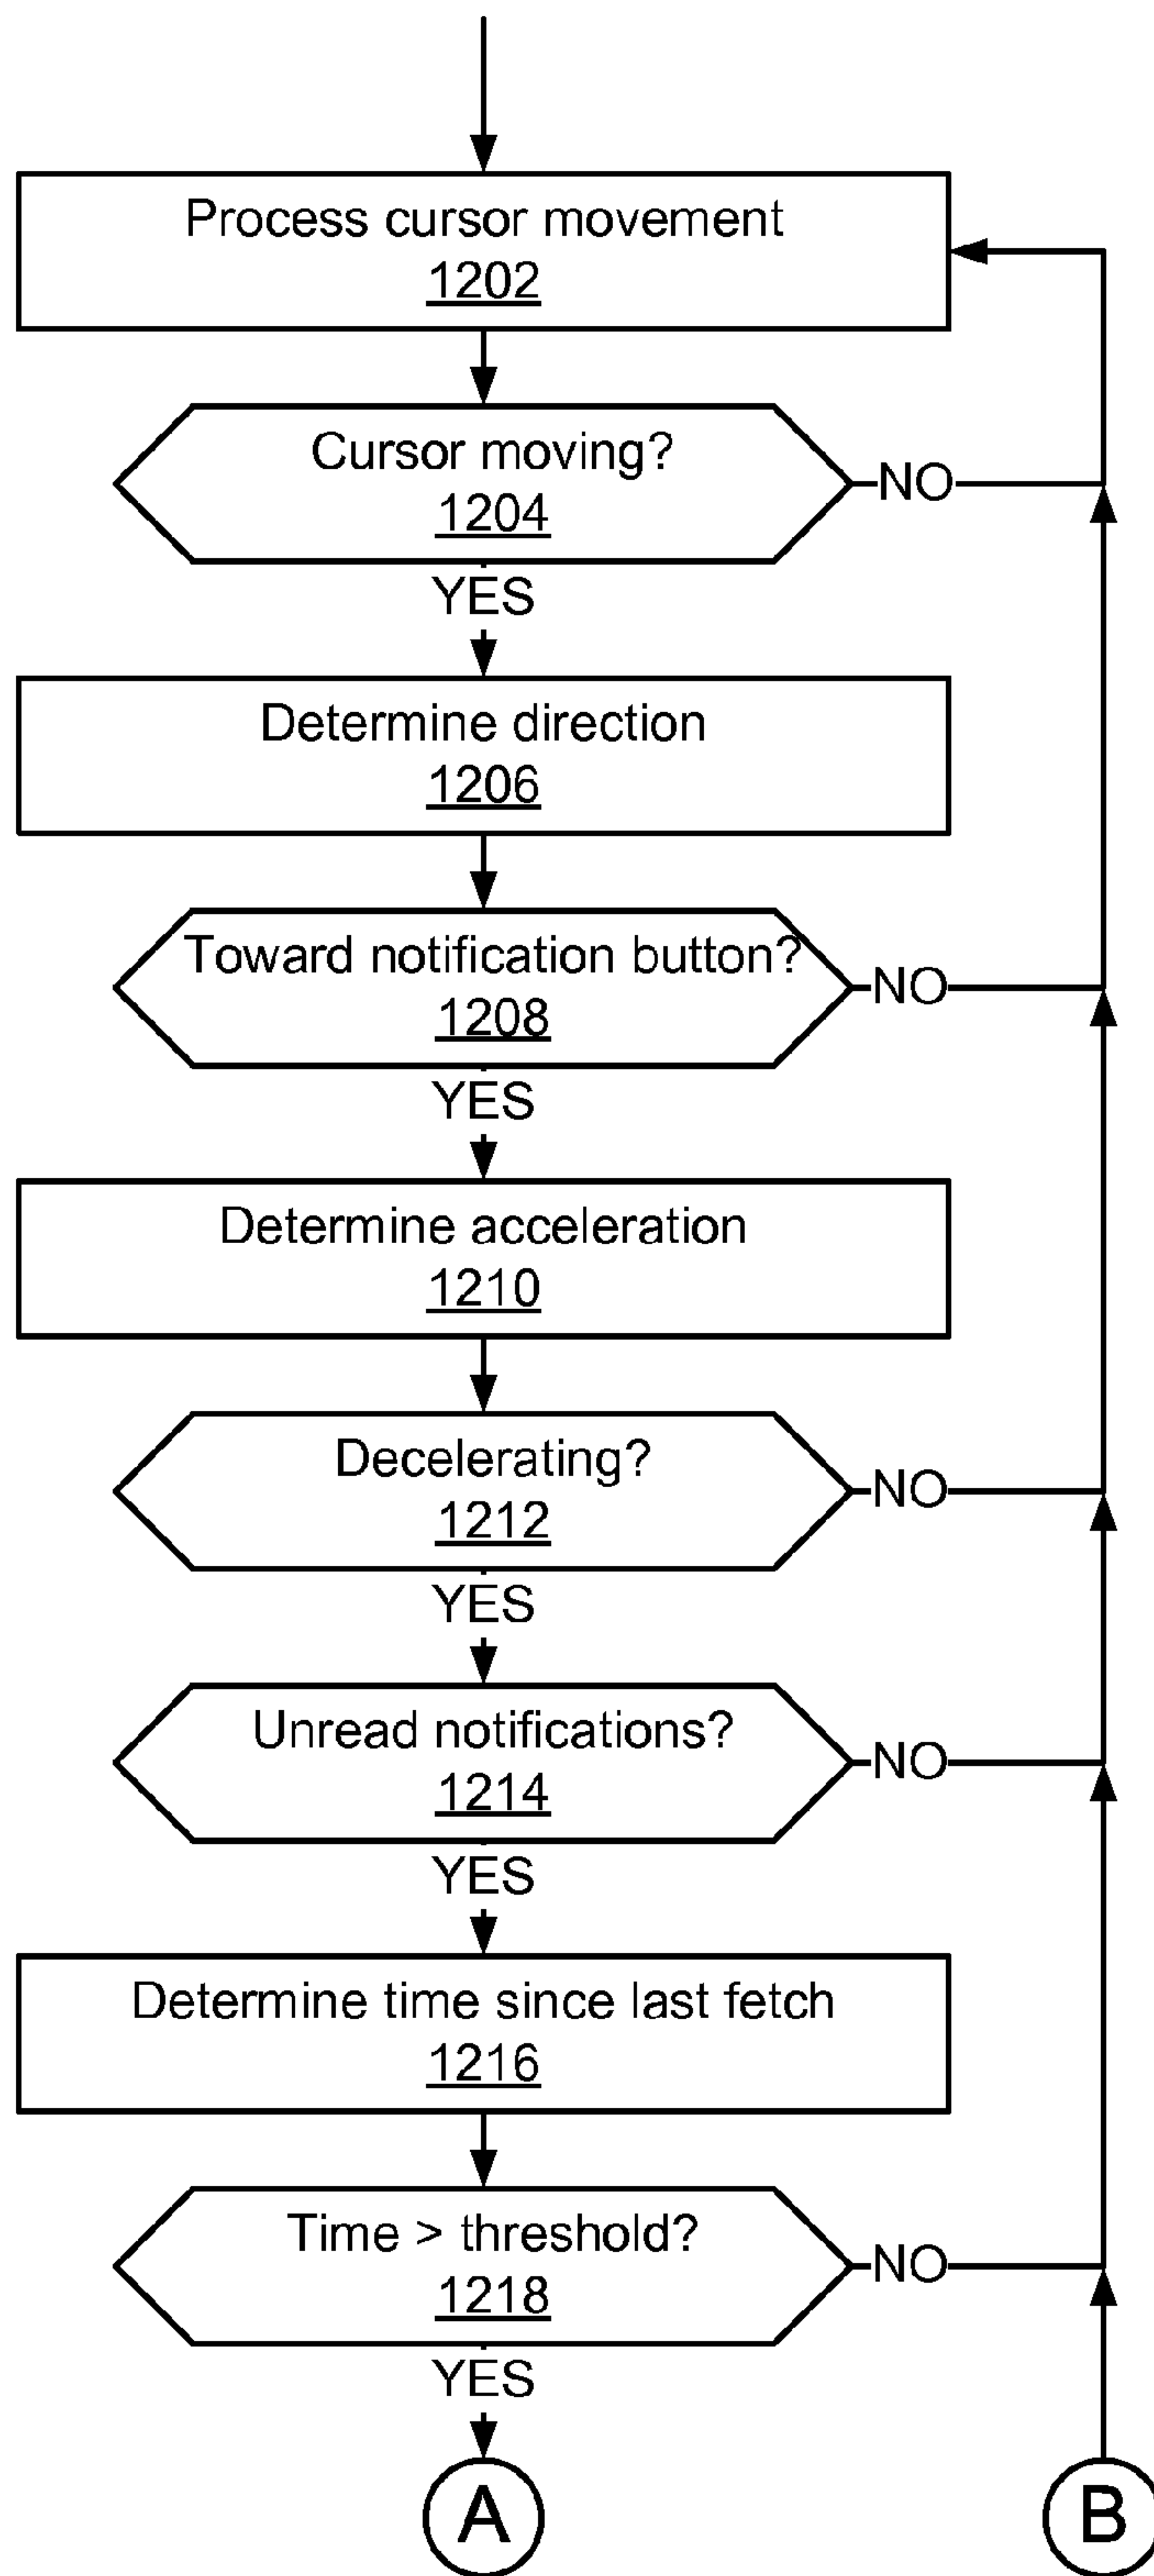 Process cursor movement
1202
Cursor moving?
1204
NO
YES
Determine direction
1206
Toward notification button?
1208
NO
YES
Determine acceleration
1210
Decelerating?
1212
NO
YES
Unread notifications?
1214
NO
YES
Determine time since last fetch
1216
Time > threshold?
1218
NO
YES
A
B